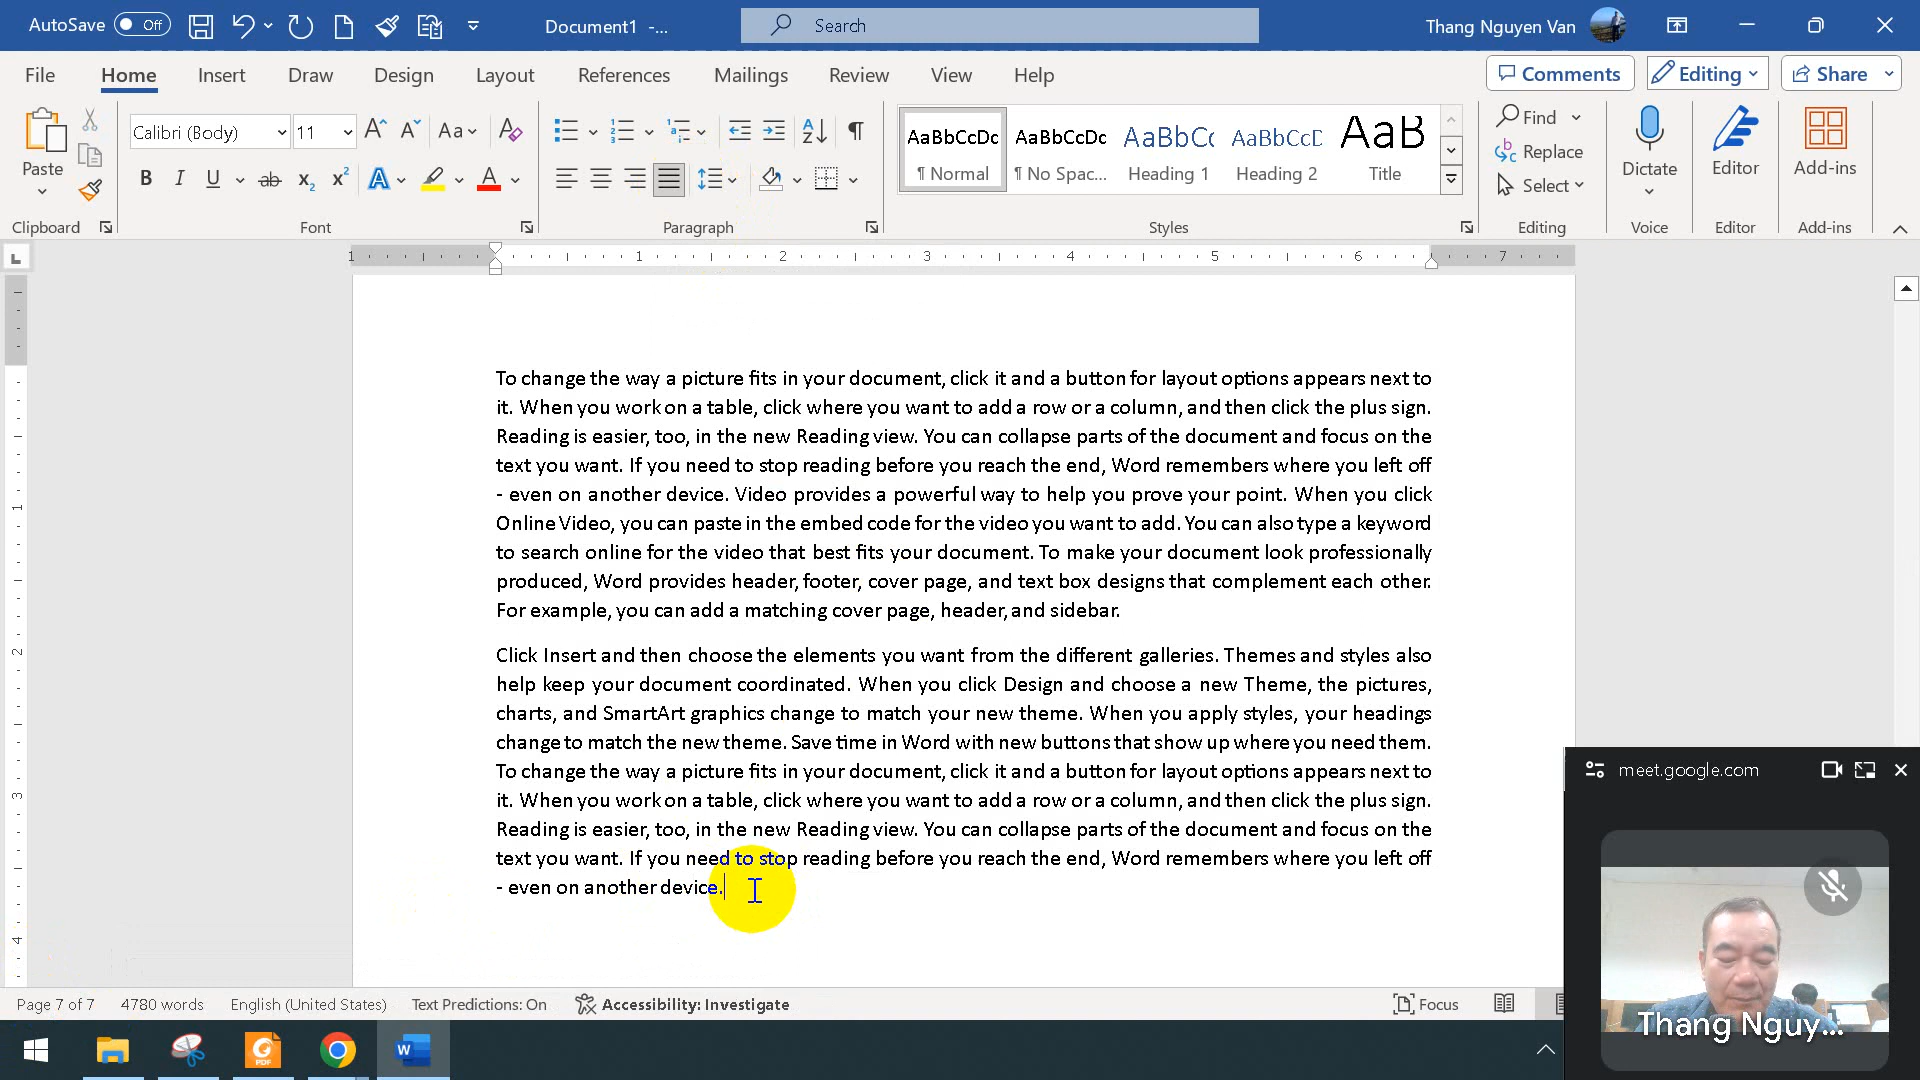 AutoSave Off Document1 -... Search Thang Nguyen Van
File Home Insert Draw Design Layout References Mailings Review View Help Comments Editing Share
Paste
Clipboard
Calibri (Body) 11 Aa
B I U ab x2 x2 A A
Font
Paragraph
AaBbCcDc AaBbCcDc AaBbC( AaBbCcD AaB
¶ Normal ¶ No Spac... Heading 1 Heading 2 Title
Styles
Find
Replace
Select
Editing
Dictate
Voice
Editor
Editor
Add-ins
Add-ins
1 1 2 3 4 5 6 7
To change the way a picture fits in your document, click it and a button for layout options appears next to
it. When you work on a table, click where you want to add a row or a column, and then click the plus sign.
Reading is easier, too, in the new Reading view. You can collapse parts of the document and focus on the
text you want. If you need to stop reading before you reach the end, Word remembers where you left off
- even on another device. Video provides a powerful way to help you prove your point. When you click
Online Video, you can paste in the embed code for the video you want to add. You can also type a keyword
to search online for the video that best fits your document. To make your document look professionally
produced, Word provides header, footer, cover page, and text box designs that complement each other.
For example, you can add a matching cover page, header, and sidebar.
Click Insert and then choose the elements you want from the different galleries. Themes and styles also
help keep your document coordinated. When you click Design and choose a new Theme, the pictures,
charts, and SmartArt graphics change to match your new theme. When you apply styles, your headings
change to match the new theme. Save time in Word with new buttons that show up where you need them.
To change the way a picture fits in your document, click it and a button for layout options appears next to
it. When you work on a table, click where you want to add a row or a column, and then click the plus sign.
Reading is easier, too, in the new Reading view. You can collapse parts of the document and focus on the
text you want. If you need to stop reading before you reach the end, Word remembers where you left off
- even on another device.
1
2
3
4
meet.google.com
Thang Nguy...
Page 7 of 7 4780 words English (United States) Text Predictions: On Accessibility: Investigate Focus
PDF
W